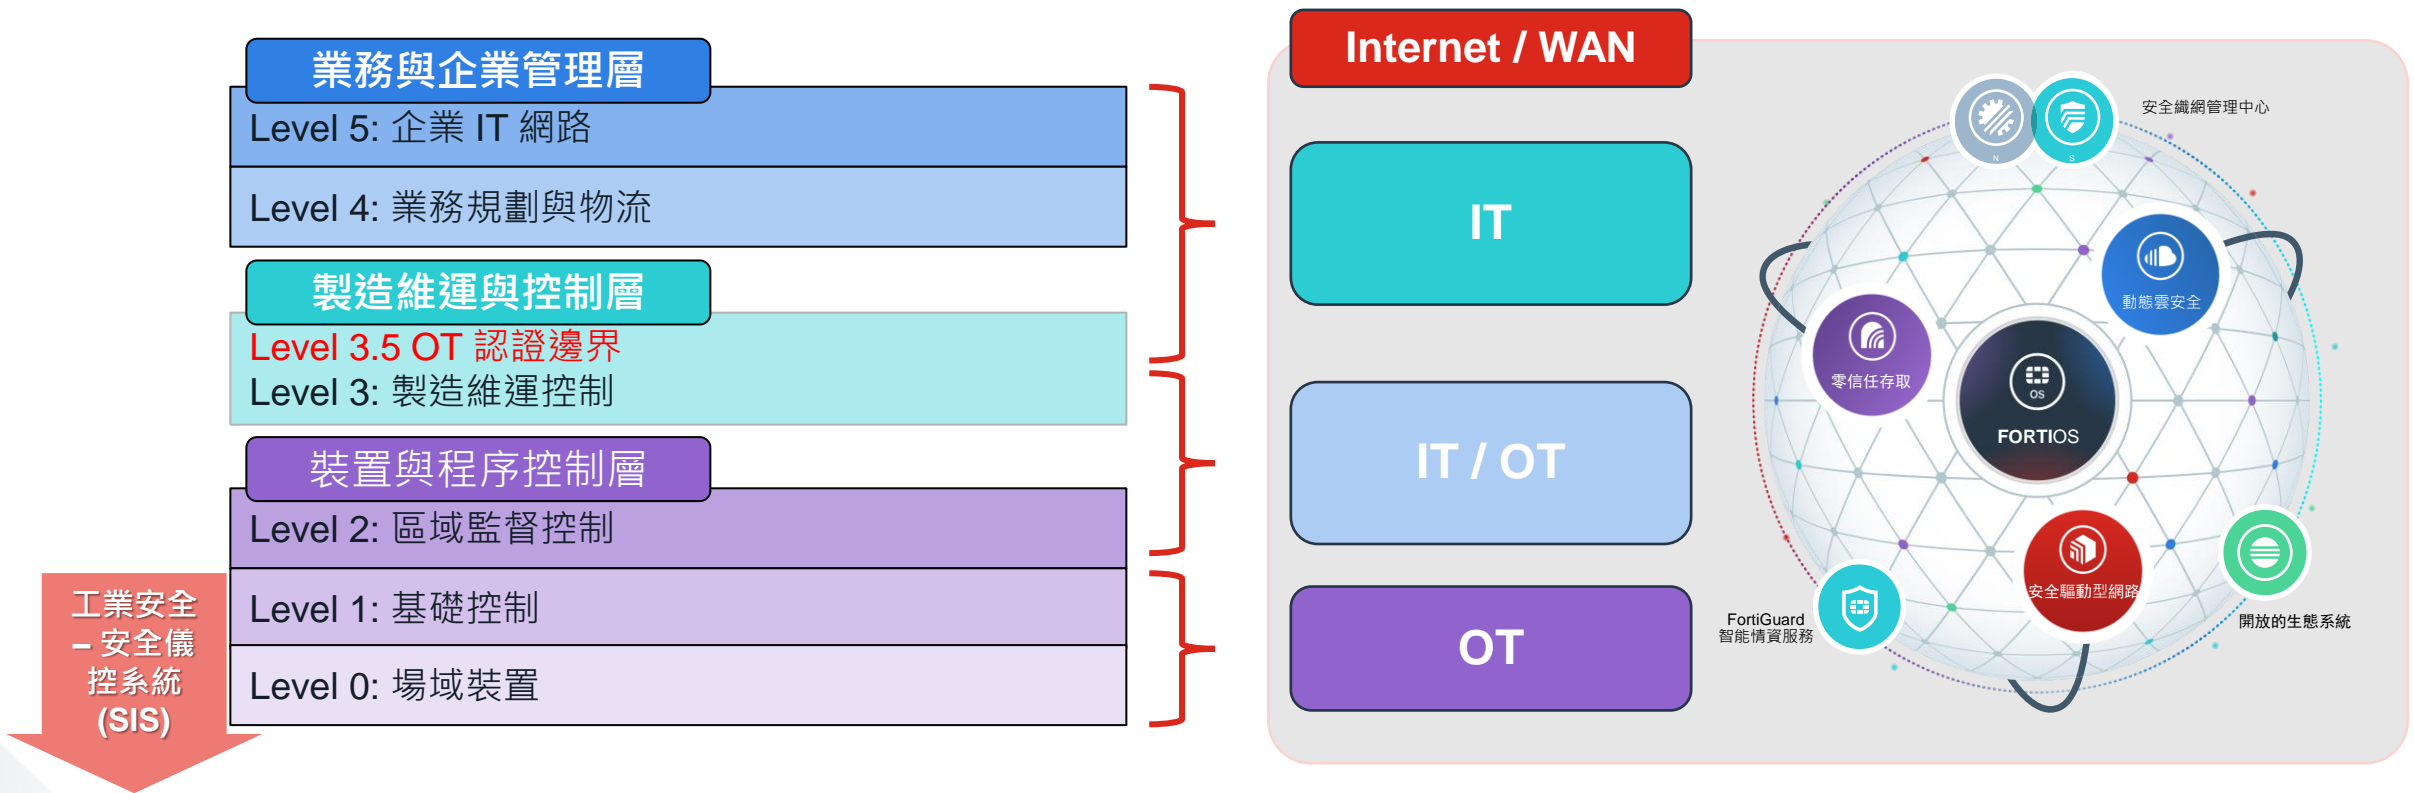 業務與企業管理層
Level 5: 企業 IT 網路
Level 4: 業務規劃與物流
製造維運與控制層
Level 3.5 OT 認證邊界
Level 3: 製造維運控制
裝置與程序控制層
Level 2: 區域監督控制
Level 1: 基礎控制
Level 0: 場域裝置
工業安全
– 安全儀
控系統
(SIS)
Internet / WAN
IT
IT / OT
OT
安全織網管理中心
N
S
動態雲安全
零信任存取
OS
FORTIOS
安全驅動型網路
FortiGuard
智能情資服務
開放的生態系統